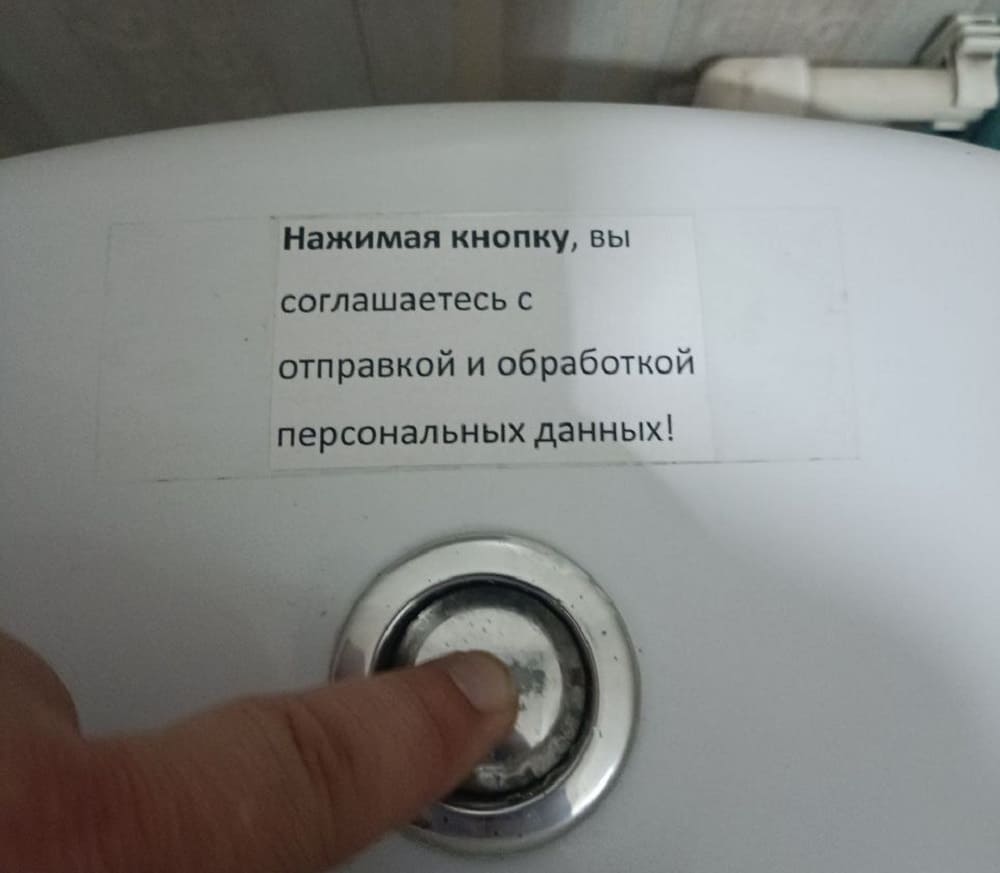 Нажимая кнопку, вы
соглашаетесь с
отправкой и обработкой
персональных данных!